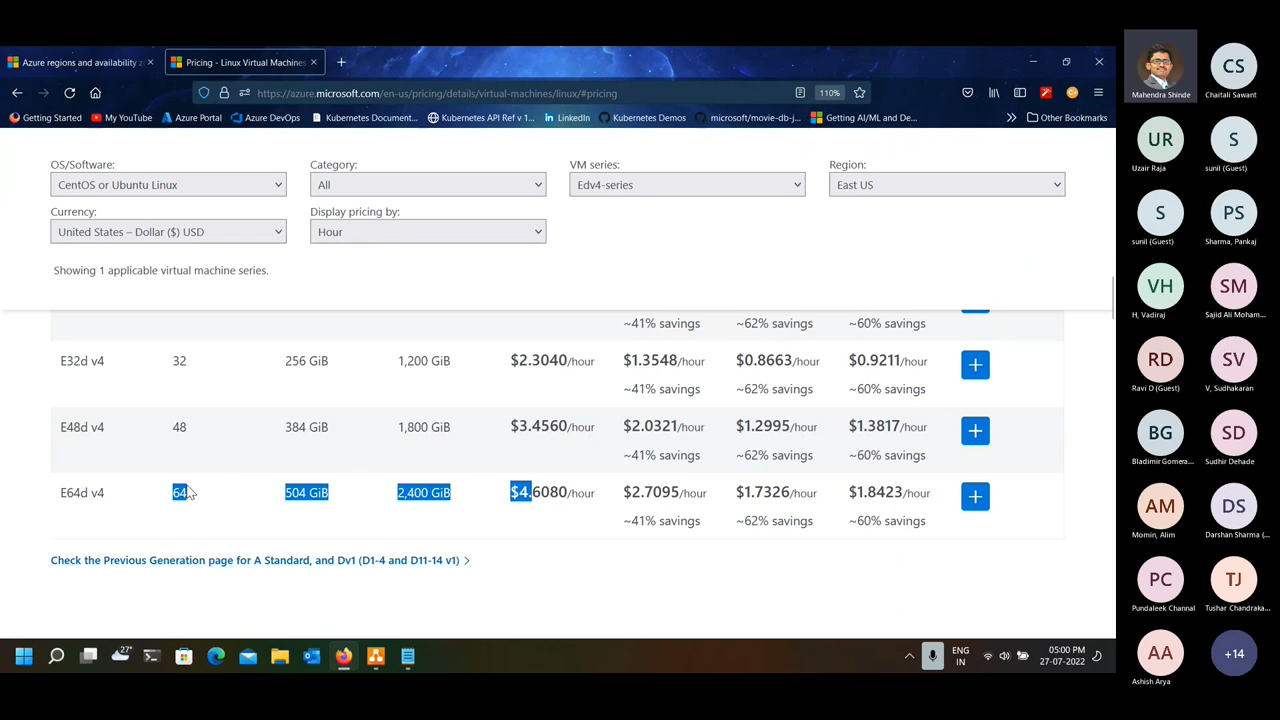 Azure regions and availability z
Pricing - Linux Virtual Machines
https://azure.microsoft.com/en-us/pricing/details/virtual-machines/linux/#pricing
110%
Getting Started
My YouTube
Azure Portal
Azure DevOps
Kubernetes Document...
Kubernetes API Ref v 1...
LinkedIn
Kubernetes Demos
microsoft/movie-db-j...
Getting AI/ML and De...
Other Bookmarks
OS/Software: Category: VM series: Region:
CentOS or Ubuntu Linux All Edv4-series East US
Currency: Display pricing by:
United States – Dollar ($) USD Hour
Showing 1 applicable virtual machine series.
~41% savings ~62% savings ~60% savings
E32d v4 32 256 GiB 1,200 GiB $2.3040/hour $1.3548/hour $0.8663/hour $0.9211/hour +
~41% savings ~62% savings ~60% savings
E48d v4 48 384 GiB 1,800 GiB $3.4560/hour $2.0321/hour $1.2995/hour $1.3817/hour +
~41% savings ~62% savings ~60% savings
E64d v4 64 504 GiB 2,400 GiB $4.6080/hour $2.7095/hour $1.7326/hour $1.8423/hour +
~41% savings ~62% savings ~60% savings
Check the Previous Generation page for A Standard, and Dv1 (D1-4 and D11-14 v1)
27°
ENG
IN
05:00 PM
27-07-2022
Mahendra Shinde
CS
Chaitali Sawant
UR
Uzair Raja
S
sunil (Guest)
S
sunil (Guest)
PS
Sharma, Pankaj
VH
H, Vadiraj
SM
Sajid Ali Moham...
RD
Ravi D (Guest)
SV
V, Sudhakaran
BG
Bladimir Gomera...
SD
Sudhir Dehade
AM
Momin, Alim
DS
Darshan Sharma (...
PC
Pundaleek Channal
TJ
Tushar Chandraka...
AA
Ashish Arya
+14